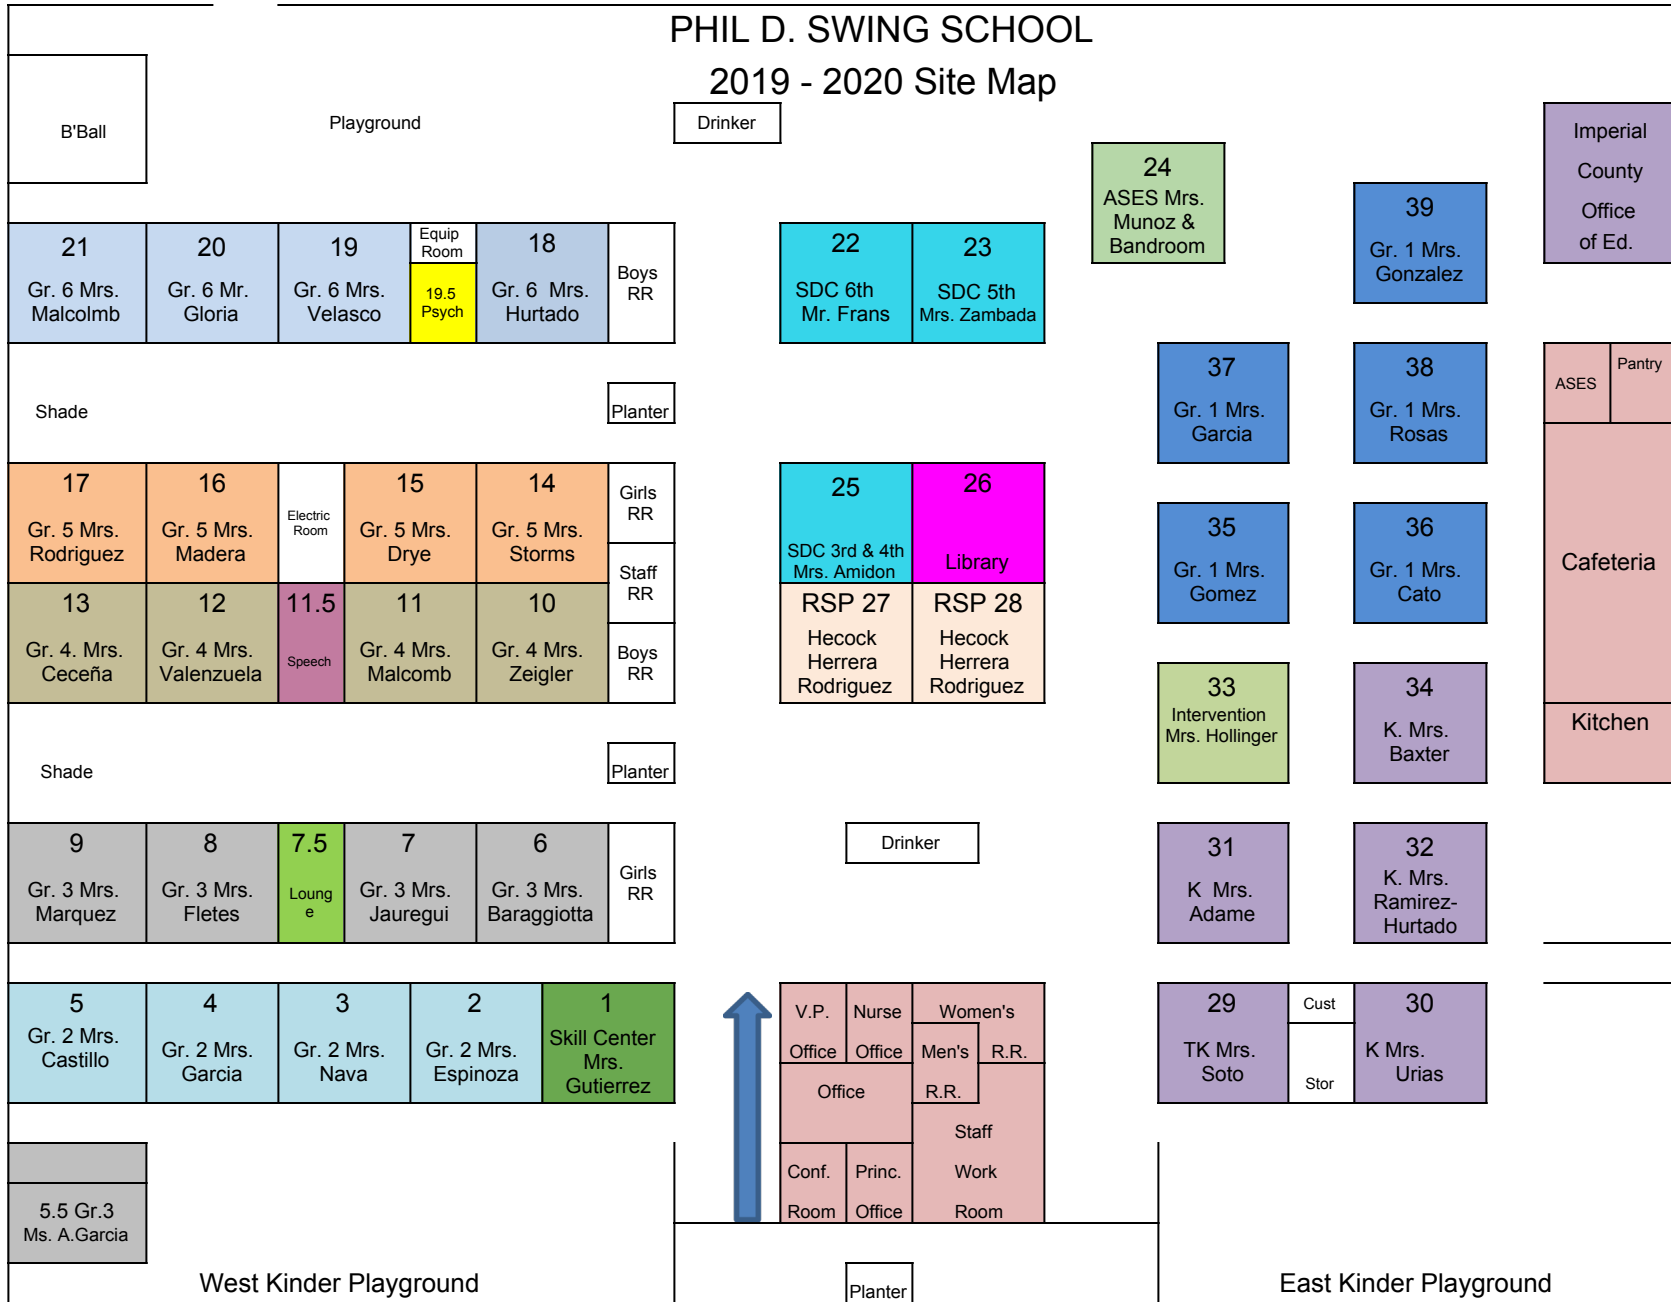 PHIL D. SWING SCHOOL
2019 - 2020 Site Map
B'Ball
Playground
Drinker
24
ASES Mrs.
Munoz &
Bandroom
39
Gr. 1 Mrs.
Gonzalez
Imperial
County
Office
of Ed.
21
Gr. 6 Mrs.
Malcolmb
20
Gr. 6 Mr.
Gloria
19
Gr. 6 Mrs.
Velasco
Equip
Room
19.5
Psych
18
Gr. 6 Mrs.
Hurtado
Boys
RR
22
SDC 6th
Mr. Frans
23
SDC 5th
Mrs. Zambada
37
Gr. 1 Mrs.
Garcia
38
Gr. 1 Mrs.
Rosas
ASES
Pantry
Shade
Planter
17
Gr. 5 Mrs.
Rodriguez
16
Gr. 5 Mrs.
Madera
Electric
Room
15
Gr. 5 Mrs.
Drye
14
Gr. 5 Mrs.
Storms
Girls
RR
25
SDC 3rd & 4th
Mrs. Amidon
26
Library
35
Gr. 1 Mrs.
Gomez
36
Gr. 1 Mrs.
Cato
Cafeteria
Staff
RR
13
Gr. 4. Mrs.
Ceceña
12
Gr. 4 Mrs.
Valenzuela
11.5
Speech
11
Gr. 4 Mrs.
Malcomb
10
Gr. 4 Mrs.
Zeigler
Boys
RR
RSP 27
Hecock
Herrera
Rodriguez
RSP 28
Hecock
Herrera
Rodriguez
33
Intervention
Mrs. Hollinger
34
K. Mrs.
Baxter
Kitchen
Shade
Planter
9
Gr. 3 Mrs.
Marquez
8
Gr. 3 Mrs.
Fletes
7.5
Loung
e
7
Gr. 3 Mrs.
Jauregui
6
Gr. 3 Mrs.
Baraggiotta
Girls
RR
Drinker
31
K Mrs.
Adame
32
K. Mrs.
Ramirez-
Hurtado
5
Gr. 2 Mrs.
Castillo
4
Gr. 2 Mrs.
Garcia
3
Gr. 2 Mrs.
Nava
2
Gr. 2 Mrs.
Espinoza
1
Skill Center
Mrs.
Gutierrez
V.P.
Office
Nurse
Office
Women's
R.R.
Men's
R.R.
Office
Staff
Work
Room
Conf.
Room
Princ.
Office
29
TK Mrs.
Soto
Cust
Stor
30
K Mrs.
Urias
5.5 Gr.3
Ms. A.Garcia
West Kinder Playground
Planter
East Kinder Playground